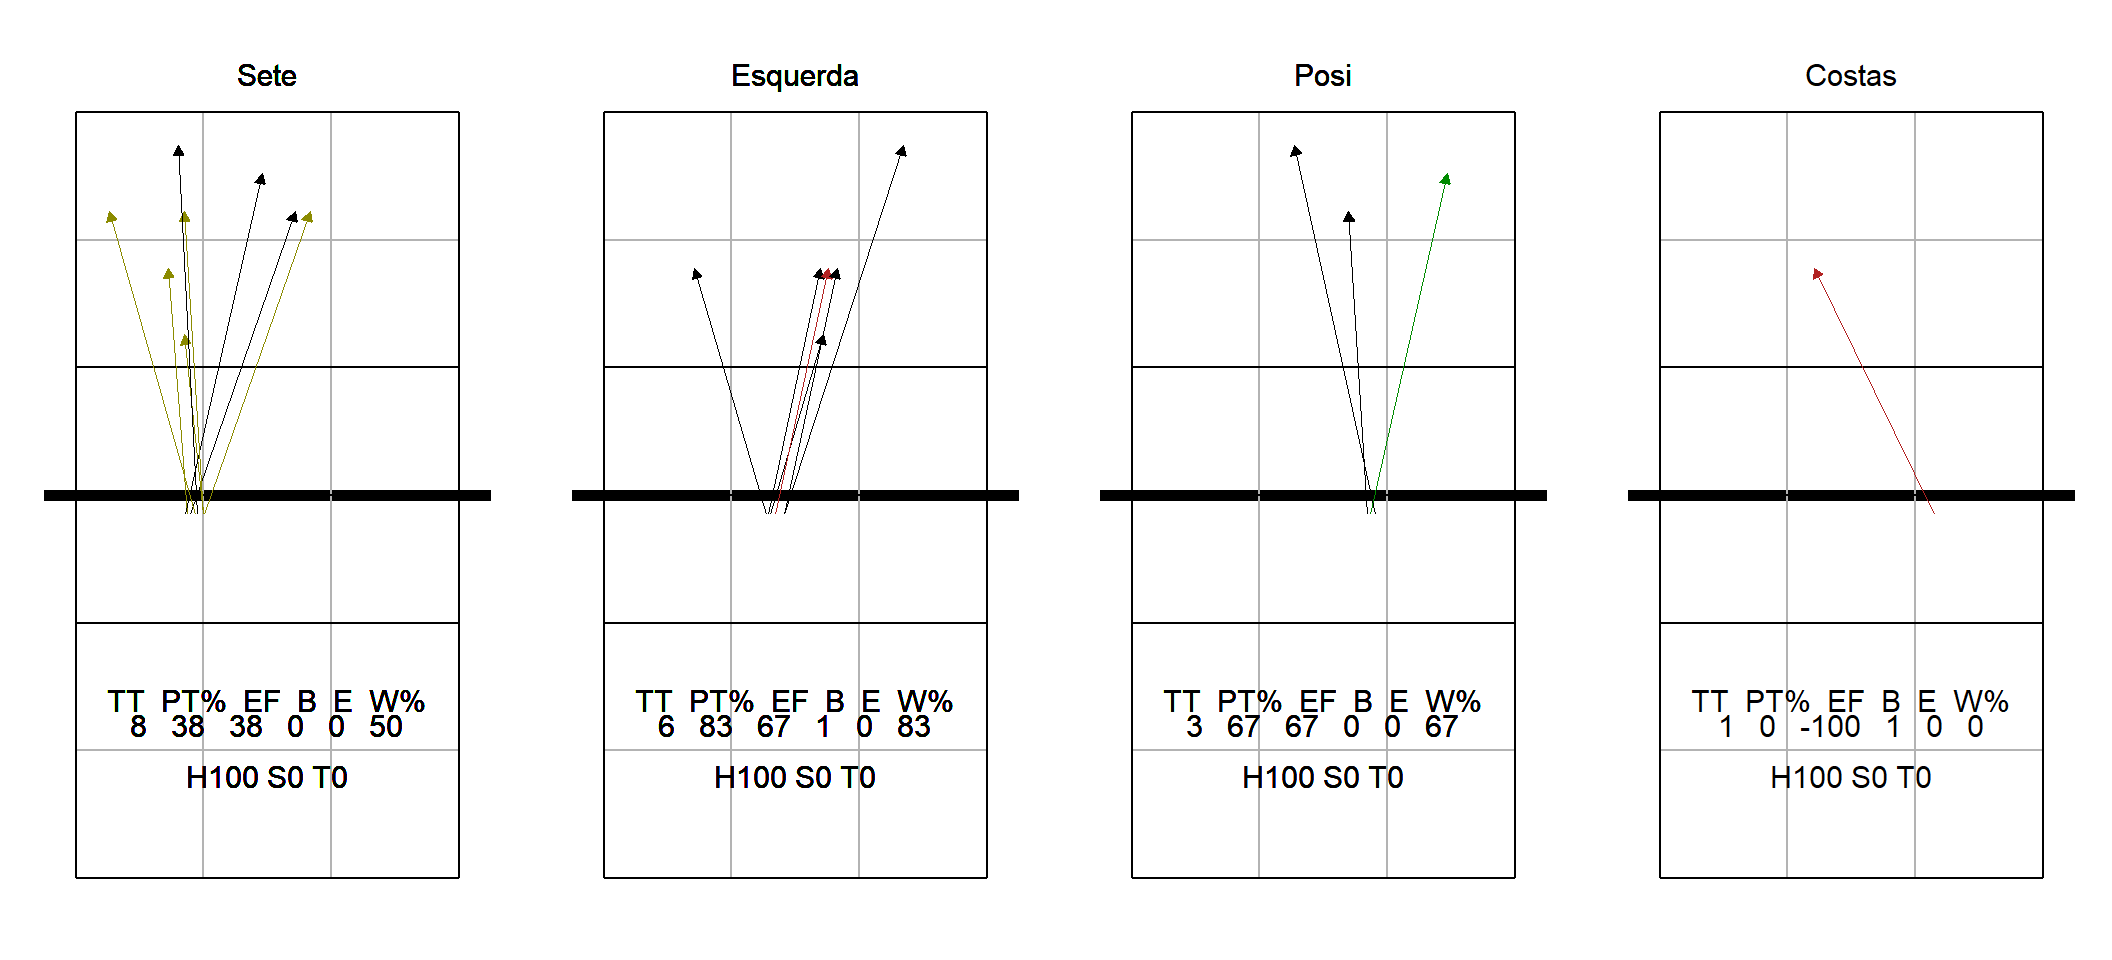 Sete
TT PT% EF B E W%
8 38 38 0 0 50
H100 S0 T0
Esquerda
TT PT% EF B E W%
6 83 67 1 0 83
H100 S0 T0
Posi
TT PT% EF B E W%
3 67 67 0 0 67
H100 S0 T0
Costas
TT PT% EF B E W%
1 0 -100 1 0 0
H100 S0 T0